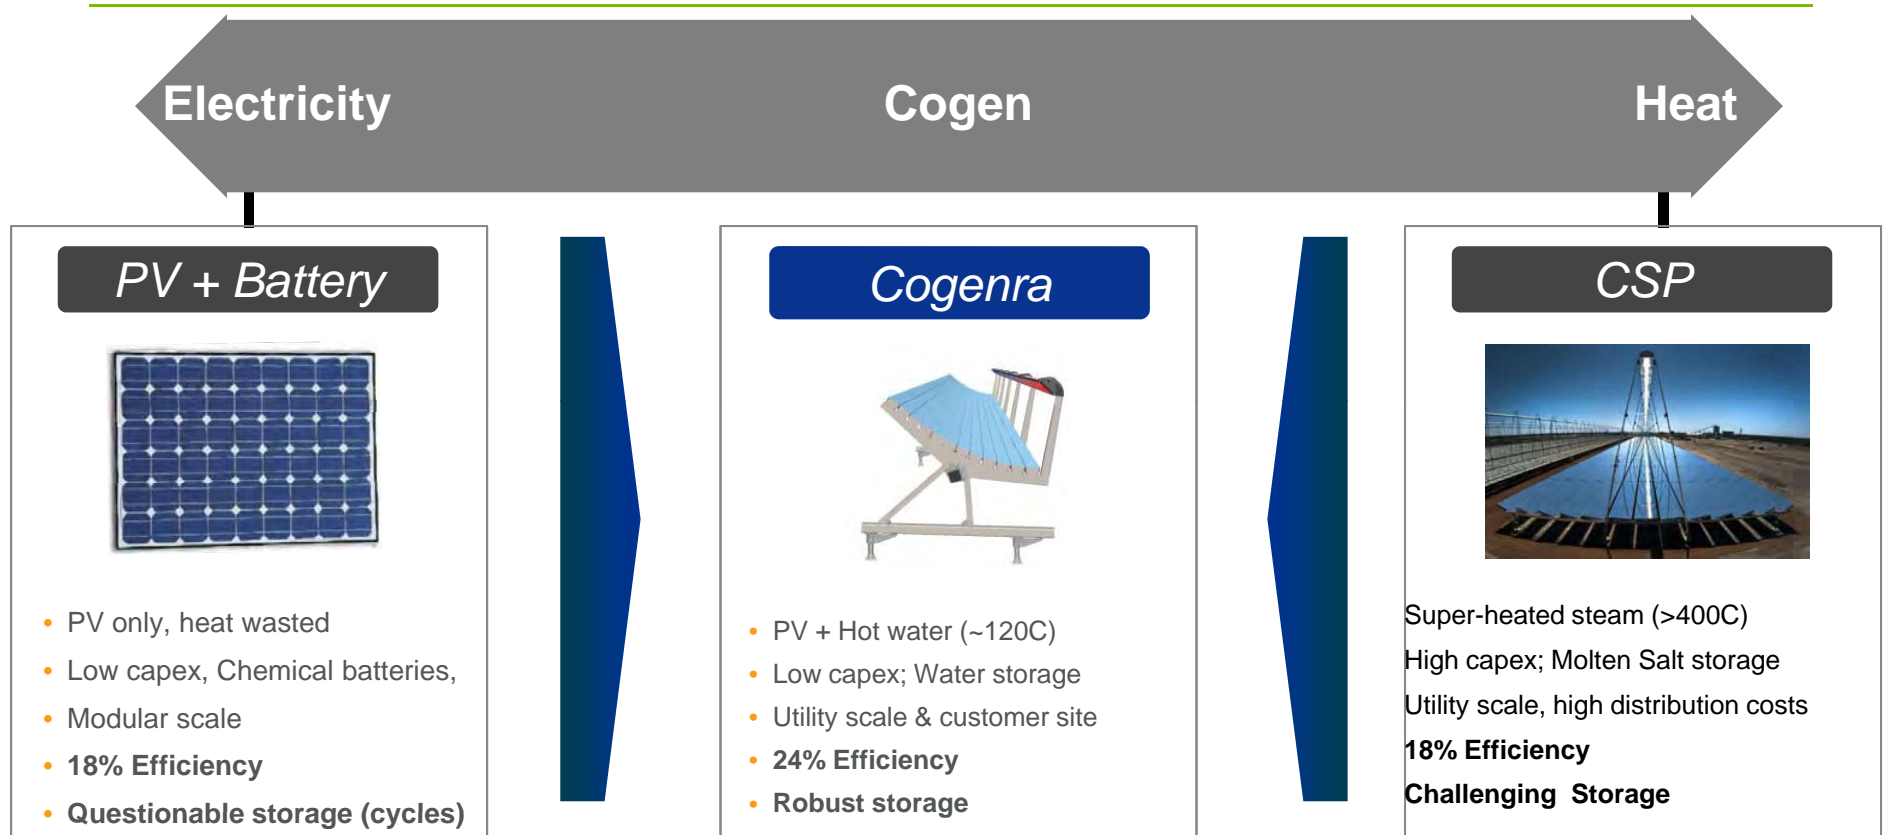 Electricity Cogen Heat
PV + Battery
• PV only, heat wasted
• Low capex, Chemical batteries,
• Modular scale
• 18% Efficiency
• Questionable storage (cycles)
Cogenra
• PV + Hot water (~120C)
• Low capex; Water storage
• Utility scale & customer site
• 24% Efficiency
• Robust storage
CSP
Super-heated steam (>400C)
High capex; Molten Salt storage
Utility scale, high distribution costs
18% Efficiency
Challenging Storage